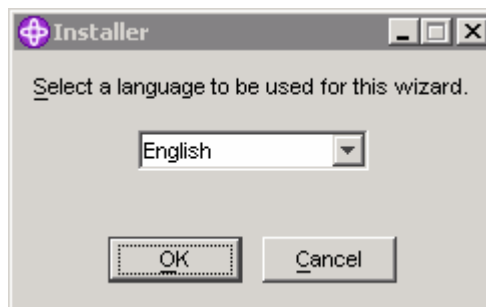 Installer
Select a language to be used for this wizard.
English
OK
Cancel